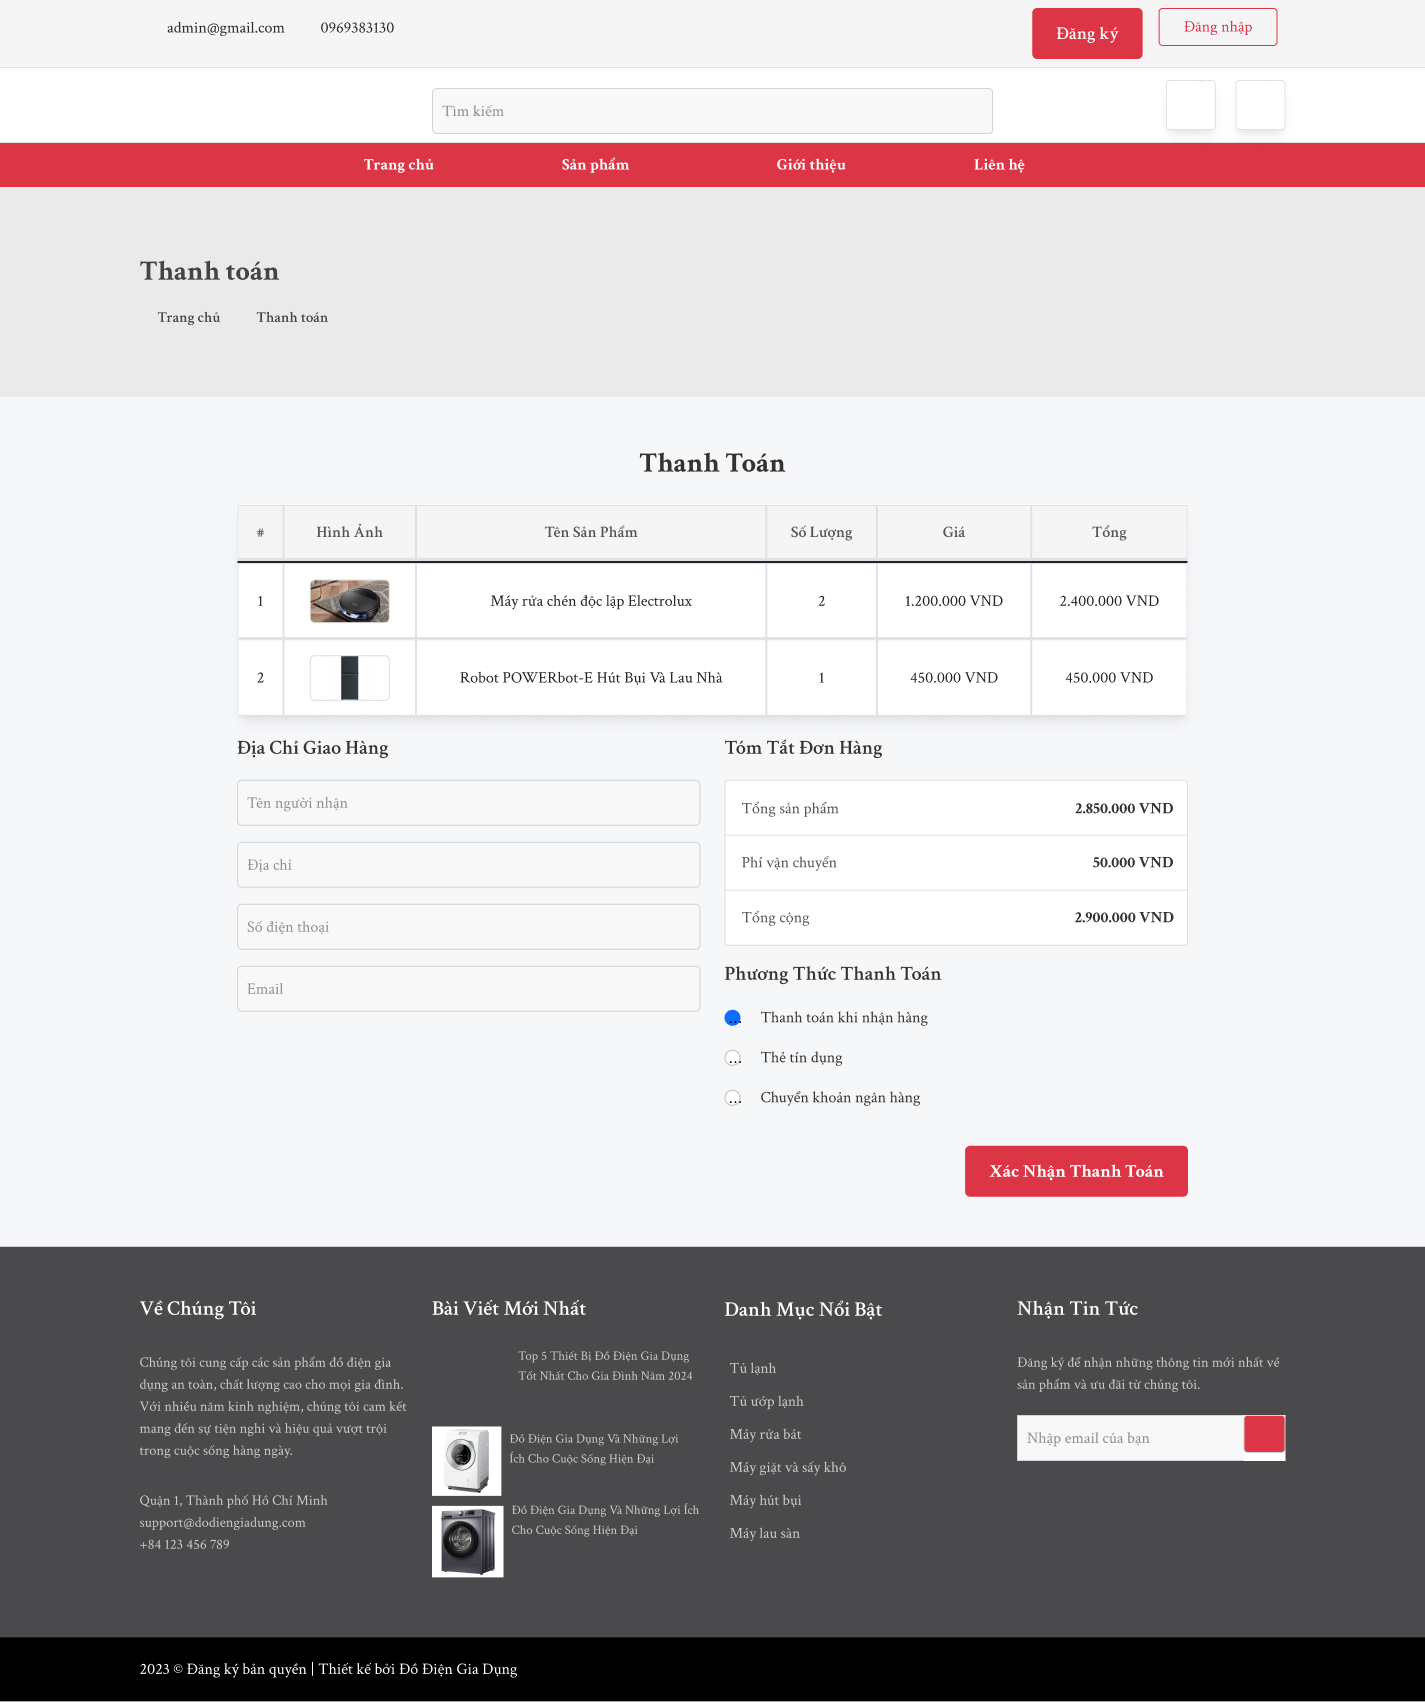 admin@gmail.com 0969383130 Đăng ký Đăng nhập
Tìm kiếm
Trang chủ Sản phẩm Giới thiệu Liên hệ
Thanh toán
Trang chủ Thanh toán
Thanh Toán
# Hình Ảnh Tên Sản Phẩm Số Lượng Giá Tổng
1 Máy rửa chén độc lập Electrolux 2 1.200.000 VND 2.400.000 VND
2 Robot POWERbot-E Hút Bụi Và Lau Nhà 1 450.000 VND 450.000 VND
Địa Chỉ Giao Hàng
Tên người nhận
Địa chỉ
Số điện thoại
Email
Tóm Tắt Đơn Hàng
Tổng sản phẩm 2.850.000 VND
Phí vận chuyển 50.000 VND
Tổng cộng 2.900.000 VND
Phương Thức Thanh Toán
... Thanh toán khi nhận hàng
... Thẻ tín dụng
... Chuyển khoản ngân hàng
Xác Nhận Thanh Toán
Về Chúng Tôi
Chúng tôi cung cấp các sản phẩm đồ điện gia
dụng an toàn, chất lượng cao cho mọi gia đình.
Với nhiều năm kinh nghiệm, chúng tôi cam kết
mang đến sự tiện nghi và hiệu quả vượt trội
trong cuộc sống hàng ngày.
Quận 1, Thành phố Hồ Chí Minh
support@dodiengiadung.com
+84 123 456 789
Bài Viết Mới Nhất
Top 5 Thiết Bị Đồ Điện Gia Dụng
Tốt Nhất Cho Gia Đình Năm 2024
Đồ Điện Gia Dụng Và Những Lợi
Ích Cho Cuộc Sống Hiện Đại
Đồ Điện Gia Dụng Và Những Lợi Ích
Cho Cuộc Sống Hiện Đại
Danh Mục Nổi Bật
Tủ lạnh
Tủ ướp lạnh
Máy rửa bát
Máy giặt và sấy khô
Máy hút bụi
Máy lau sàn
Nhận Tin Tức
Đăng ký để nhận những thông tin mới nhất về
sản phẩm và ưu đãi từ chúng tôi.
Nhập email của bạn
2023 © Đăng ký bản quyền | Thiết kế bởi Đồ Điện Gia Dụng